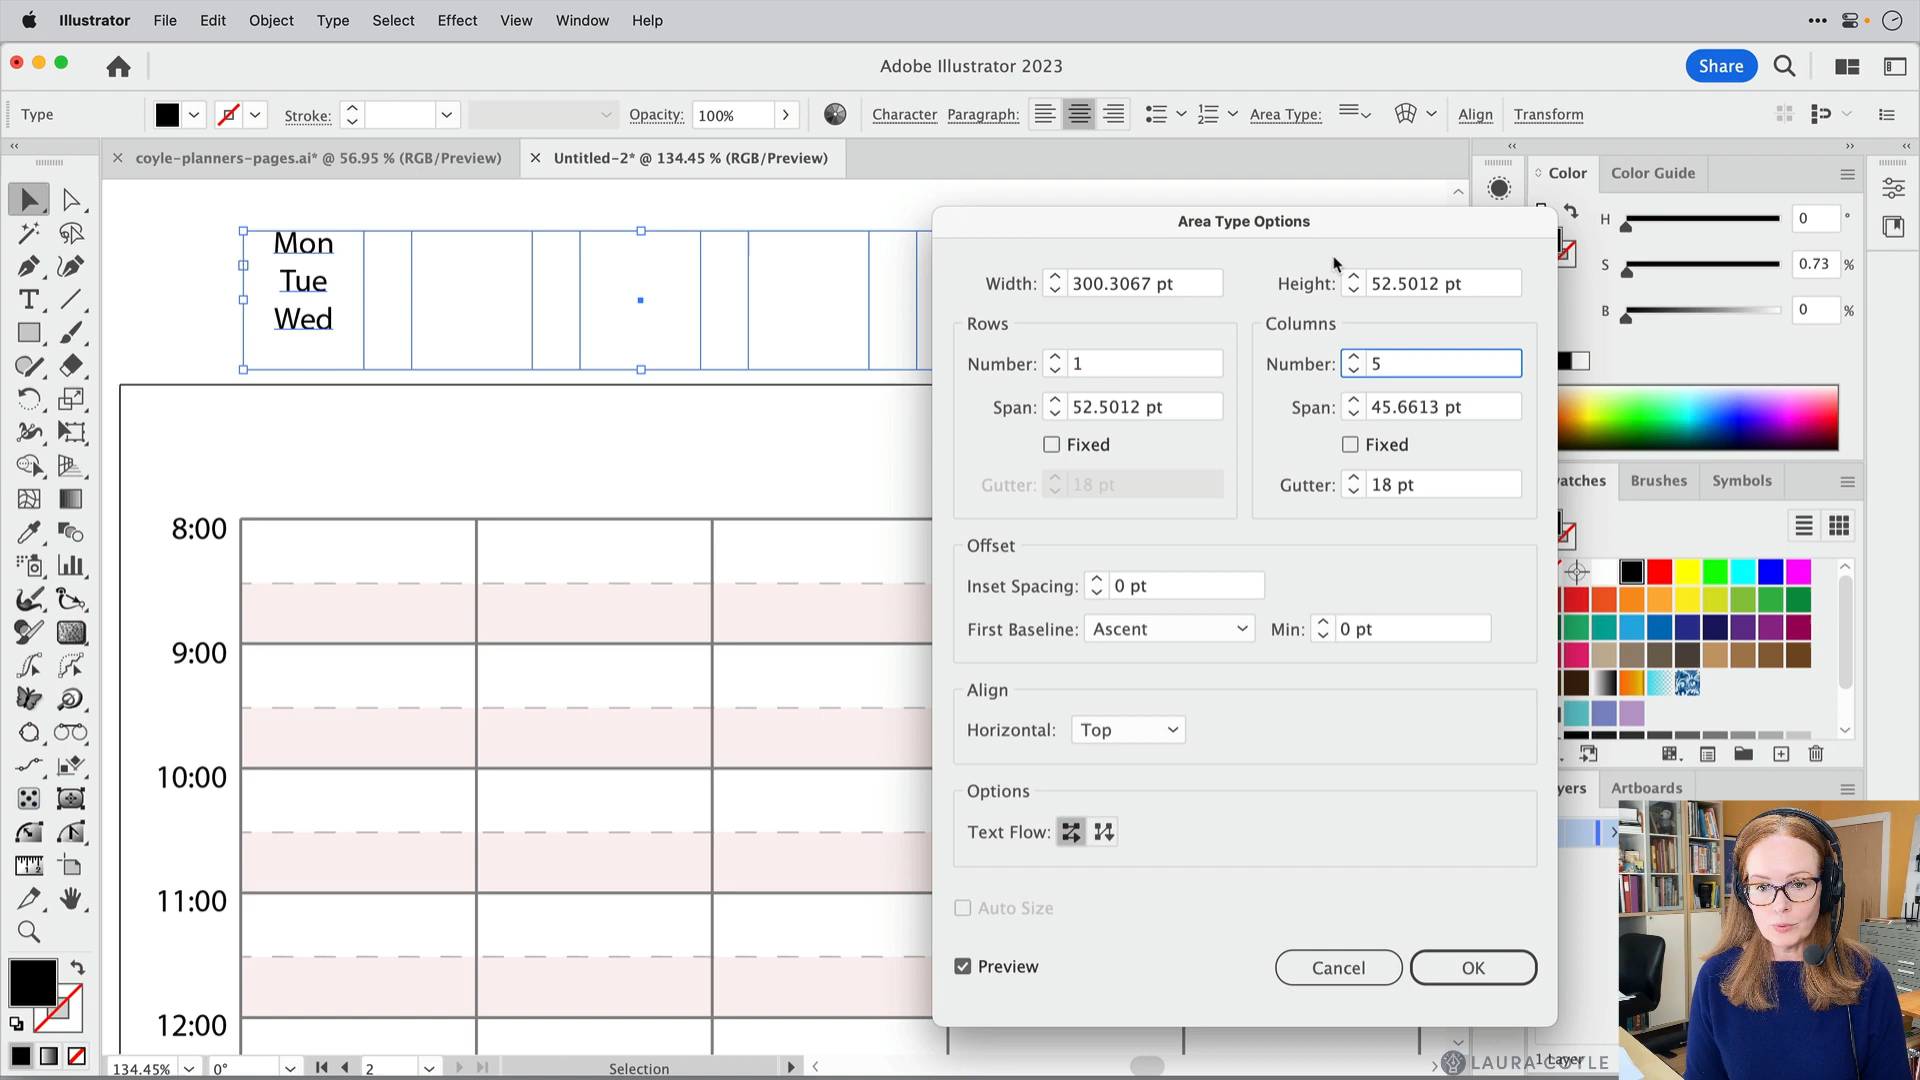 Illustrator File Edit Object Type Select Effect View Window Help
Adobe Illustrator 2023
Share
Type
Stroke:
Opacity: 100%
Character Paragraph:
Area Type:
Align
Transform
coyle-planners-pages.ai* @ 56.95 % (RGB/Preview)
Untitled-2* @ 134.45 % (RGB/Preview)
Mon
Tue
Wed
8:00
9:00
10:00
11:00
12:00
Area Type Options
Width: 300.3067 pt
Height: 52.5012 pt
Rows
Number: 1
Span: 52.5012 pt
Fixed
Gutter: 18 pt
Columns
Number: 5
Span: 45.6613 pt
Fixed
Gutter: 18 pt
Offset
Inset Spacing: 0 pt
First Baseline: Ascent
Min: 0 pt
Align
Horizontal: Top
Options
Text Flow:
Auto Size
Preview
Cancel
OK
Color
Color Guide
H 0 °
S 0.73 %
B 0 %
atches
Brushes
Symbols
yers
Artboards
1 Layer
LAURA COYLE
134.45%
0°
2
Selection